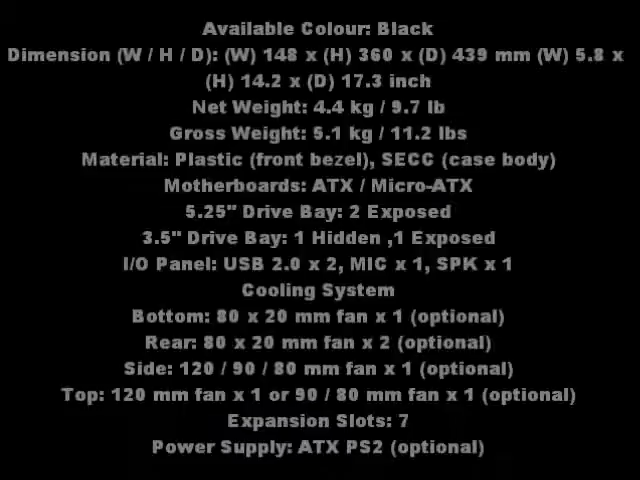 Available Colour: Black
Dimension (W / H / D): (W) 148 x (H) 360 x (D) 439 mm (W) 5.8 x
(H) 14.2 x (D) 17.3 inch
Net Weight: 4.4 kg / 9.7 lb
Gross Weight: 5.1 kg / 11.2 lbs
Material: Plastic (front bezel), SECC (case body)
Motherboards: ATX / Micro-ATX
5.25" Drive Bay: 2 Exposed
3.5" Drive Bay: 1 Hidden ,1 Exposed
I/O Panel: USB 2.0 x 2, MIC x 1, SPK x 1
Cooling System
Bottom: 80 x 20 mm fan x 1 (optional)
Rear: 80 x 20 mm fan x 2 (optional)
Side: 120 / 90 / 80 mm fan x 1 (optional)
Top: 120 mm fan x 1 or 90 / 80 mm fan x 1 (optional)
Expansion Slots: 7
Power Supply: ATX PS2 (optional)